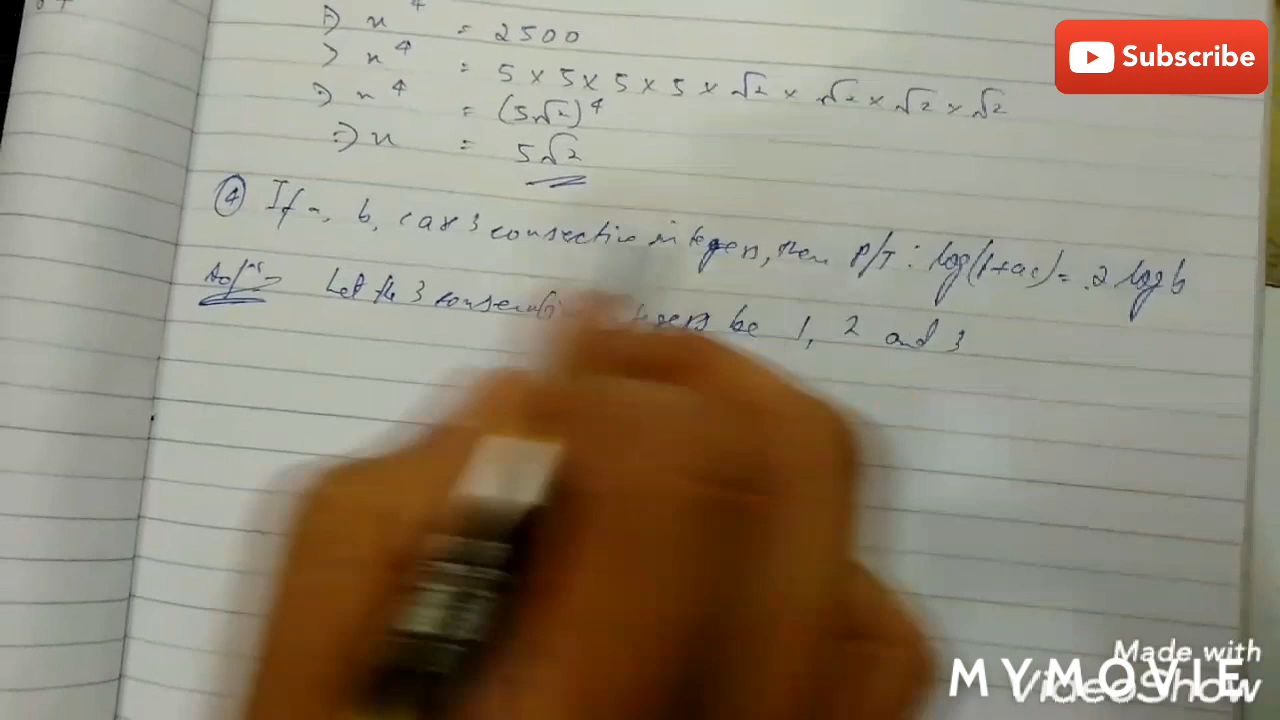 ⇒ x⁴ = 2500
⇒ x⁴ = 5 × 5 × 5 × 5 × √2 × √2 × √2 × √2
⇒ x⁴ = (5√2)⁴
⇒ x = 5√2
④ If a, b, c are 3 consective integers, then P/T : log(1+ac) = 2 log b
Let the 3 be 1, 2 and 3
Subscribe
Made with
MYMOVIE
VideoShow